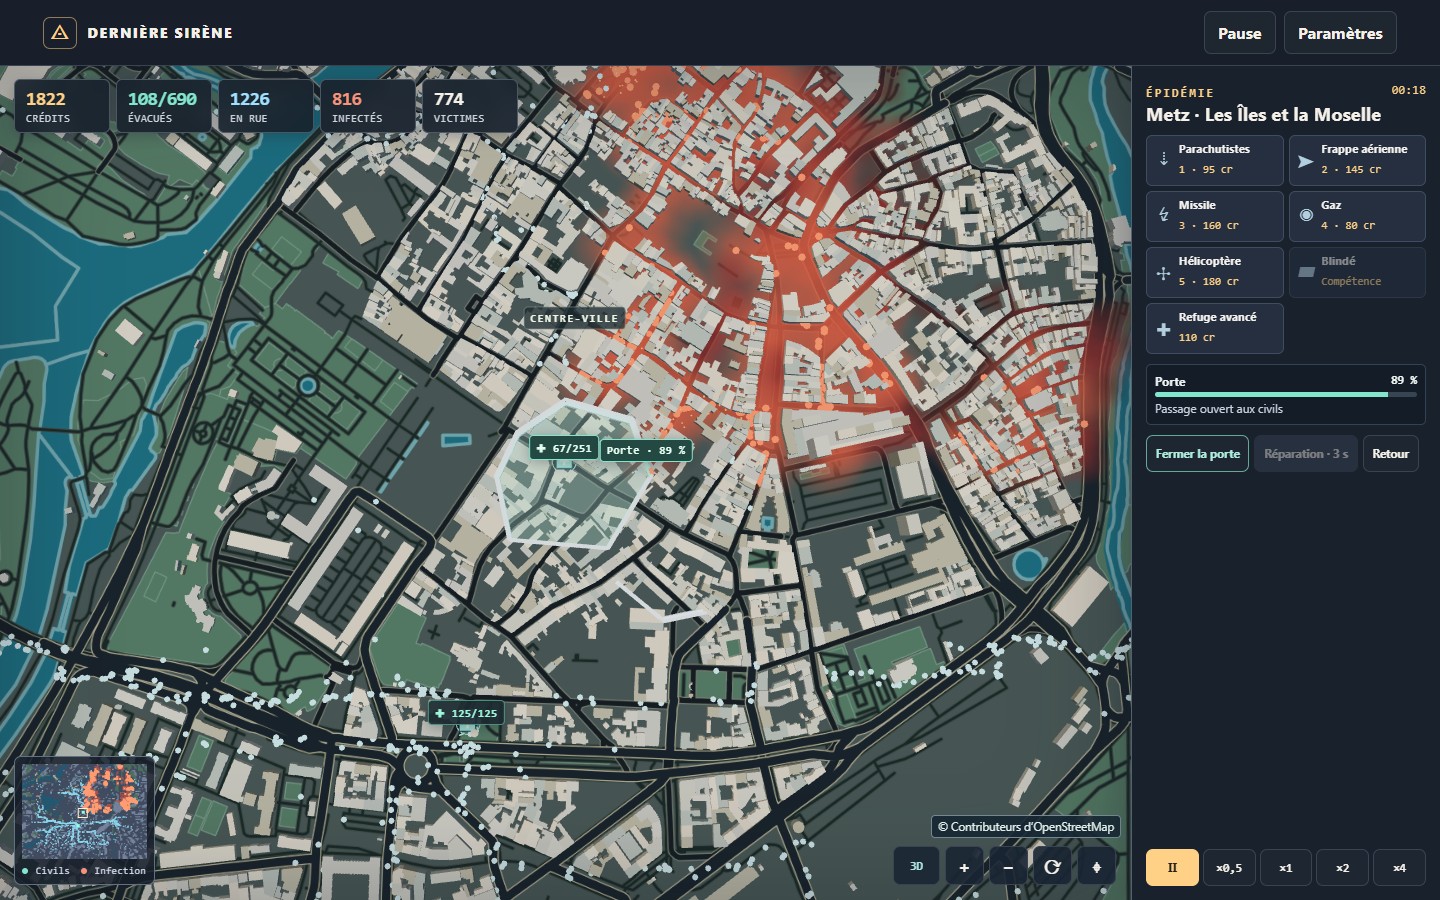 DERNIÈRE SIRÈNE
Pause
Paramètres
1822
CRÉDITS
108/690
ÉVACUÉS
1226
EN RUE
816
INFECTÉS
774
VICTIMES
ÉPIDÉMIE
00:18
Metz · Les Îles et la Moselle
Parachutistes
1 · 95 cr
Frappe aérienne
2 · 145 cr
Missile
3 · 160 cr
Gaz
4 · 80 cr
Hélicoptère
5 · 180 cr
Blindé
Compétence
Refuge avancé
110 cr
Porte
89 %
Passage ouvert aux civils
Fermer la porte
Réparation · 3 s
Retour
CENTRE-VILLE
67/251
Porte · 89 %
125/125
Civils
Infection
© Contributeurs d'OpenStreetMap
3D
+
−
II
×0,5
×1
×2
×4